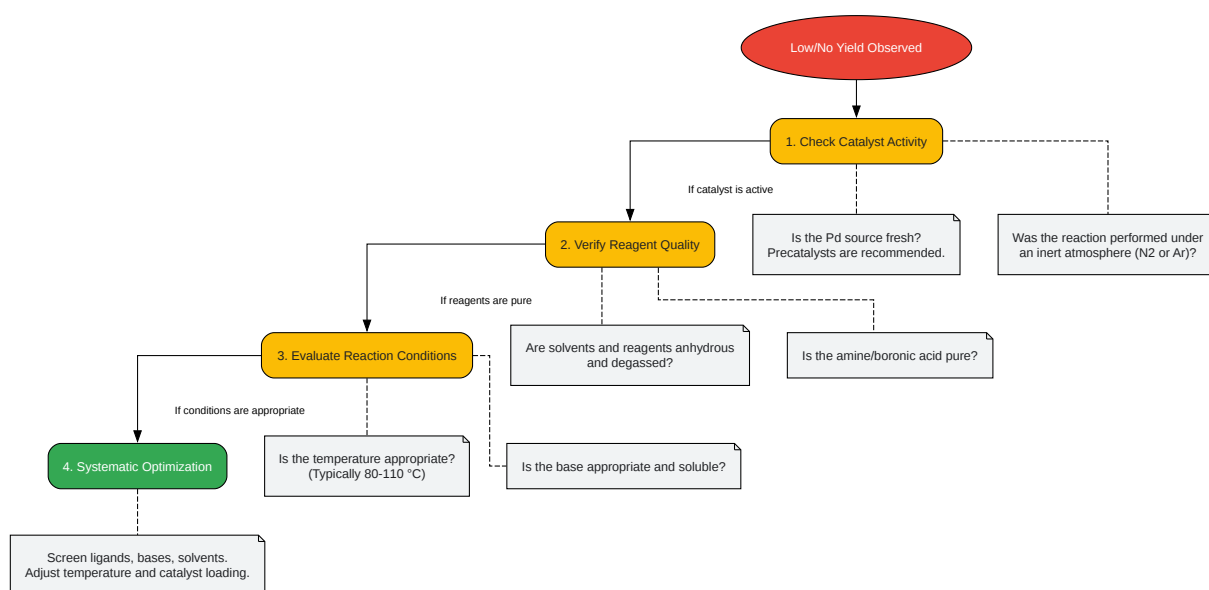 Low/No Yield Observed
1. Check Catalyst Activity
If catalyst is active
Is the Pd source fresh?
Precatalysts are recommended.
Was the reaction performed under
an inert atmosphere (N2 or Ar)?
2. Verify Reagent Quality
If reagents are pure
Are solvents and reagents anhydrous
and degassed?
Is the amine/boronic acid pure?
3. Evaluate Reaction Conditions
If conditions are appropriate
Is the temperature appropriate?
(Typically 80-110 °C)
Is the base appropriate and soluble?
4. Systematic Optimization
Screen ligands, bases, solvents.
Adjust temperature and catalyst loading.